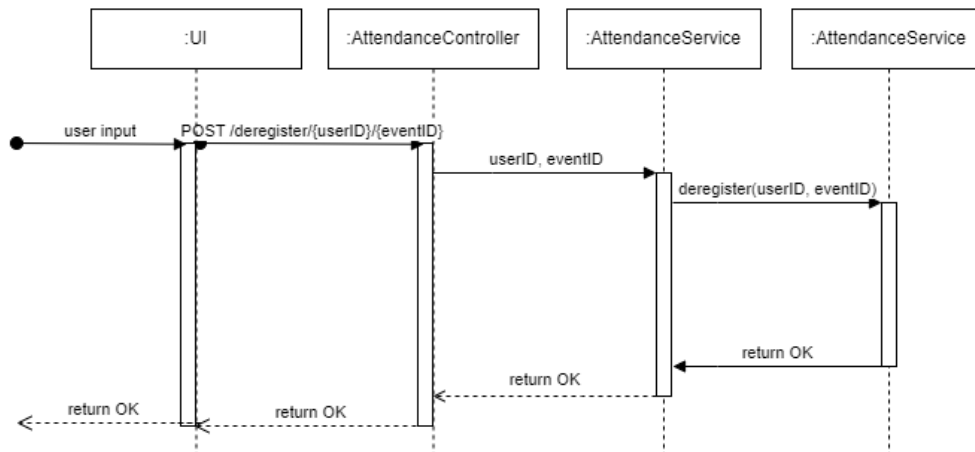 :UI
:AttendanceController
:AttendanceService
:AttendanceService
user input
POST /deregister/{userID}/{eventID}
userID, eventID
deregister(userID, eventID)
return OK
return OK
return OK
return OK